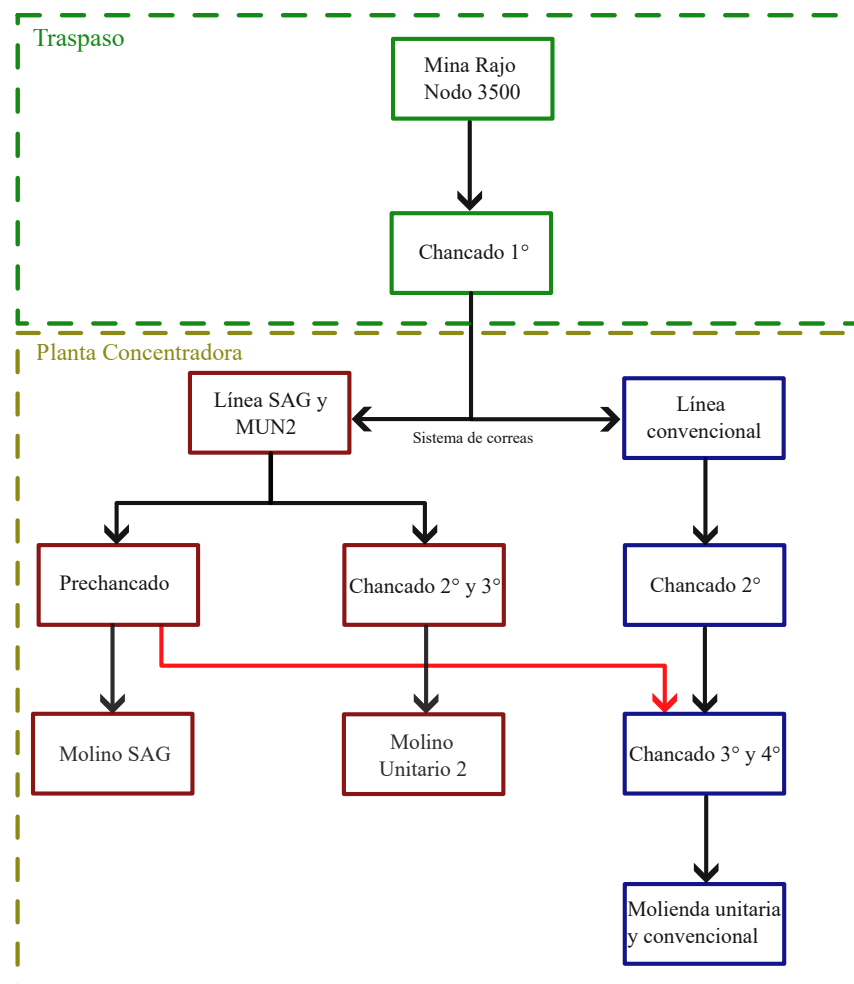 Traspaso
Mina Rajo
Nodo 3500
Chancado 1°
Planta Concentradora
Línea SAG y
MUN2
Sistema de correas
Línea
convencional
Prechancado
Chancado 2° y 3°
Chancado 2°
Molino SAG
Molino
Unitario 2
Chancado 3° y 4°
Molienda unitaria
y convencional